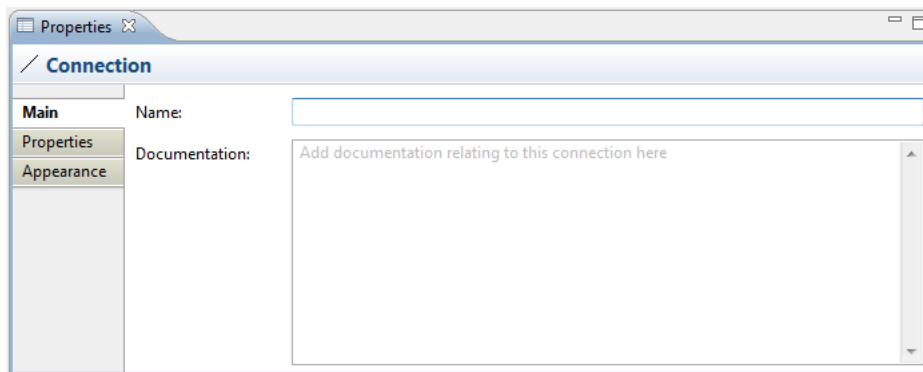 Properties
Connection
Main
Name:
Properties
Documentation:
Add documentation relating to this connection here
Appearance